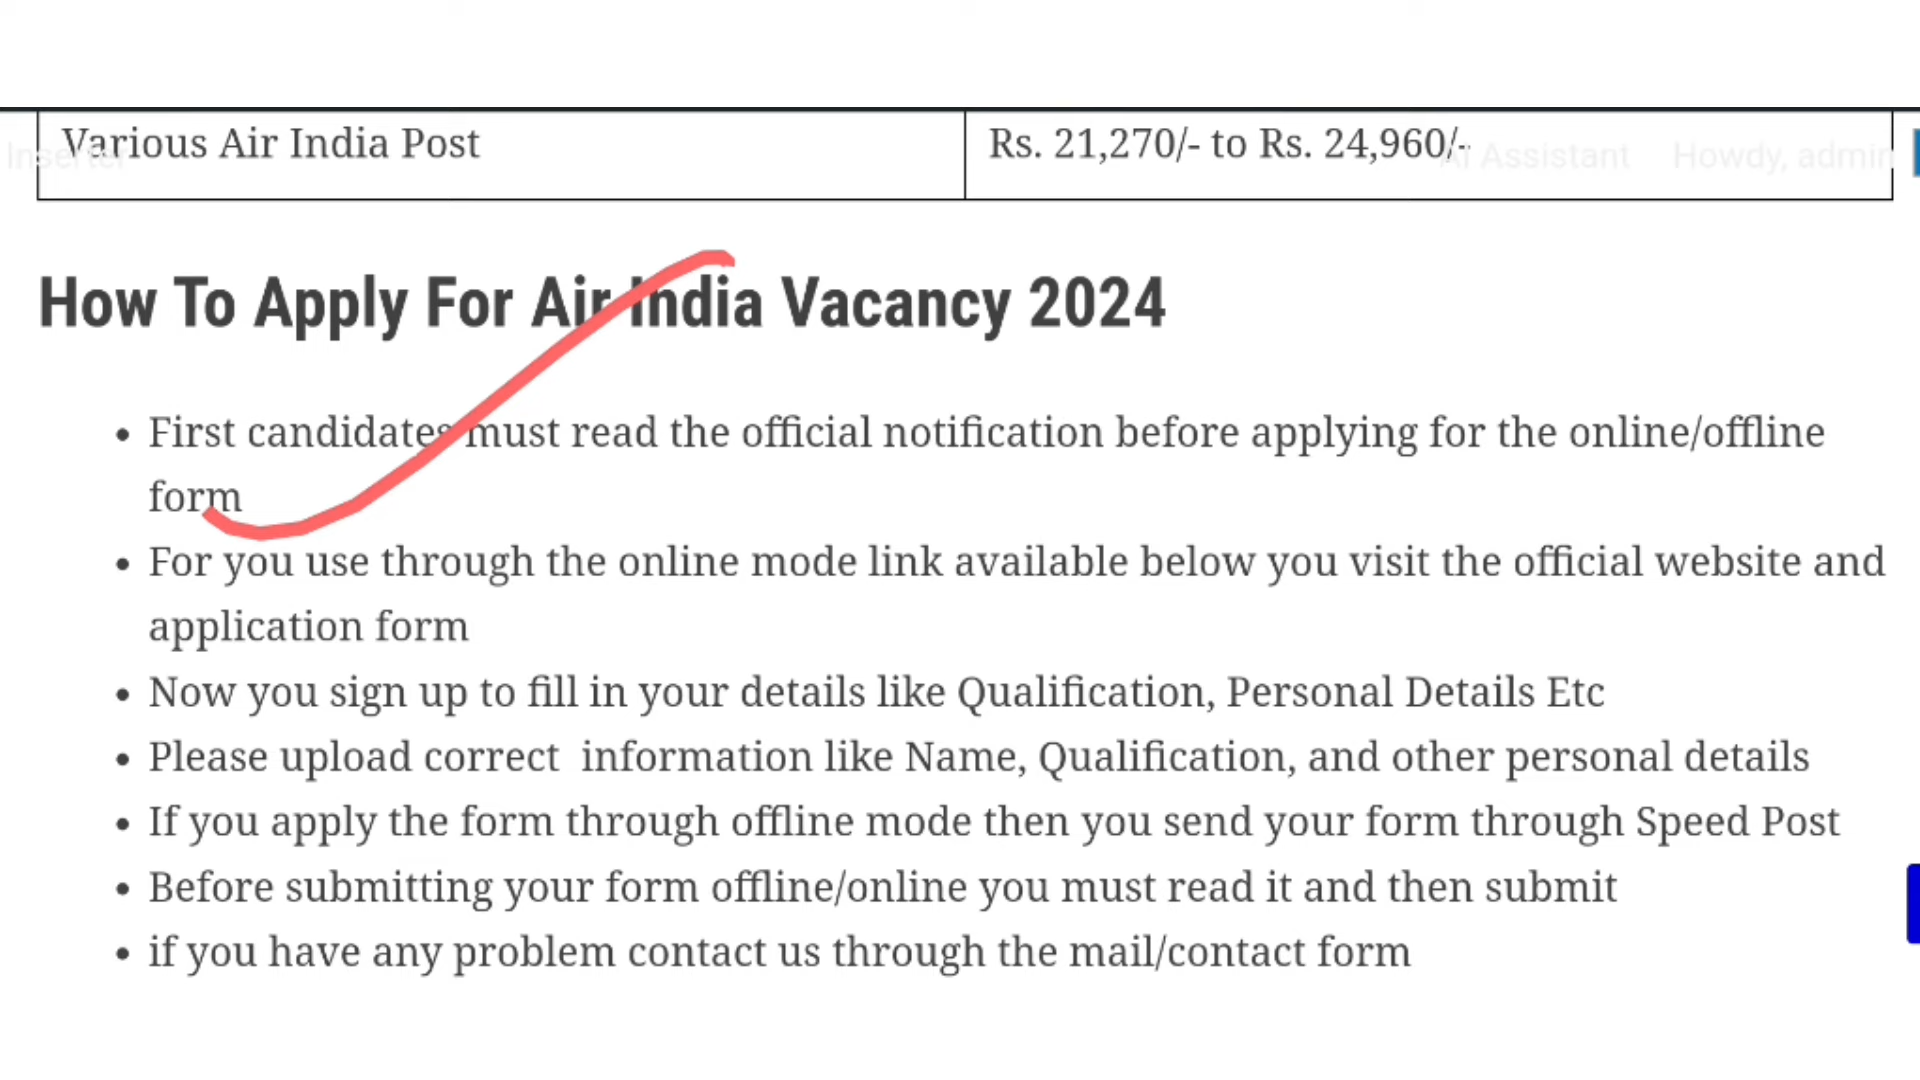 Various Air India Post Rs. 21,270/- to Rs. 24,960/-
Inserter AI Assistant Howdy, admin
How To Apply For Air India Vacancy 2024
• First candidates must read the official notification before applying for the online/offline
form
• For you use through the online mode link available below you visit the official website and
application form
• Now you sign up to fill in your details like Qualification, Personal Details Etc
• Please upload correct  information like Name, Qualification, and other personal details
• If you apply the form through offline mode then you send your form through Speed Post
• Before submitting your form offline/online you must read it and then submit
• if you have any problem contact us through the mail/contact form